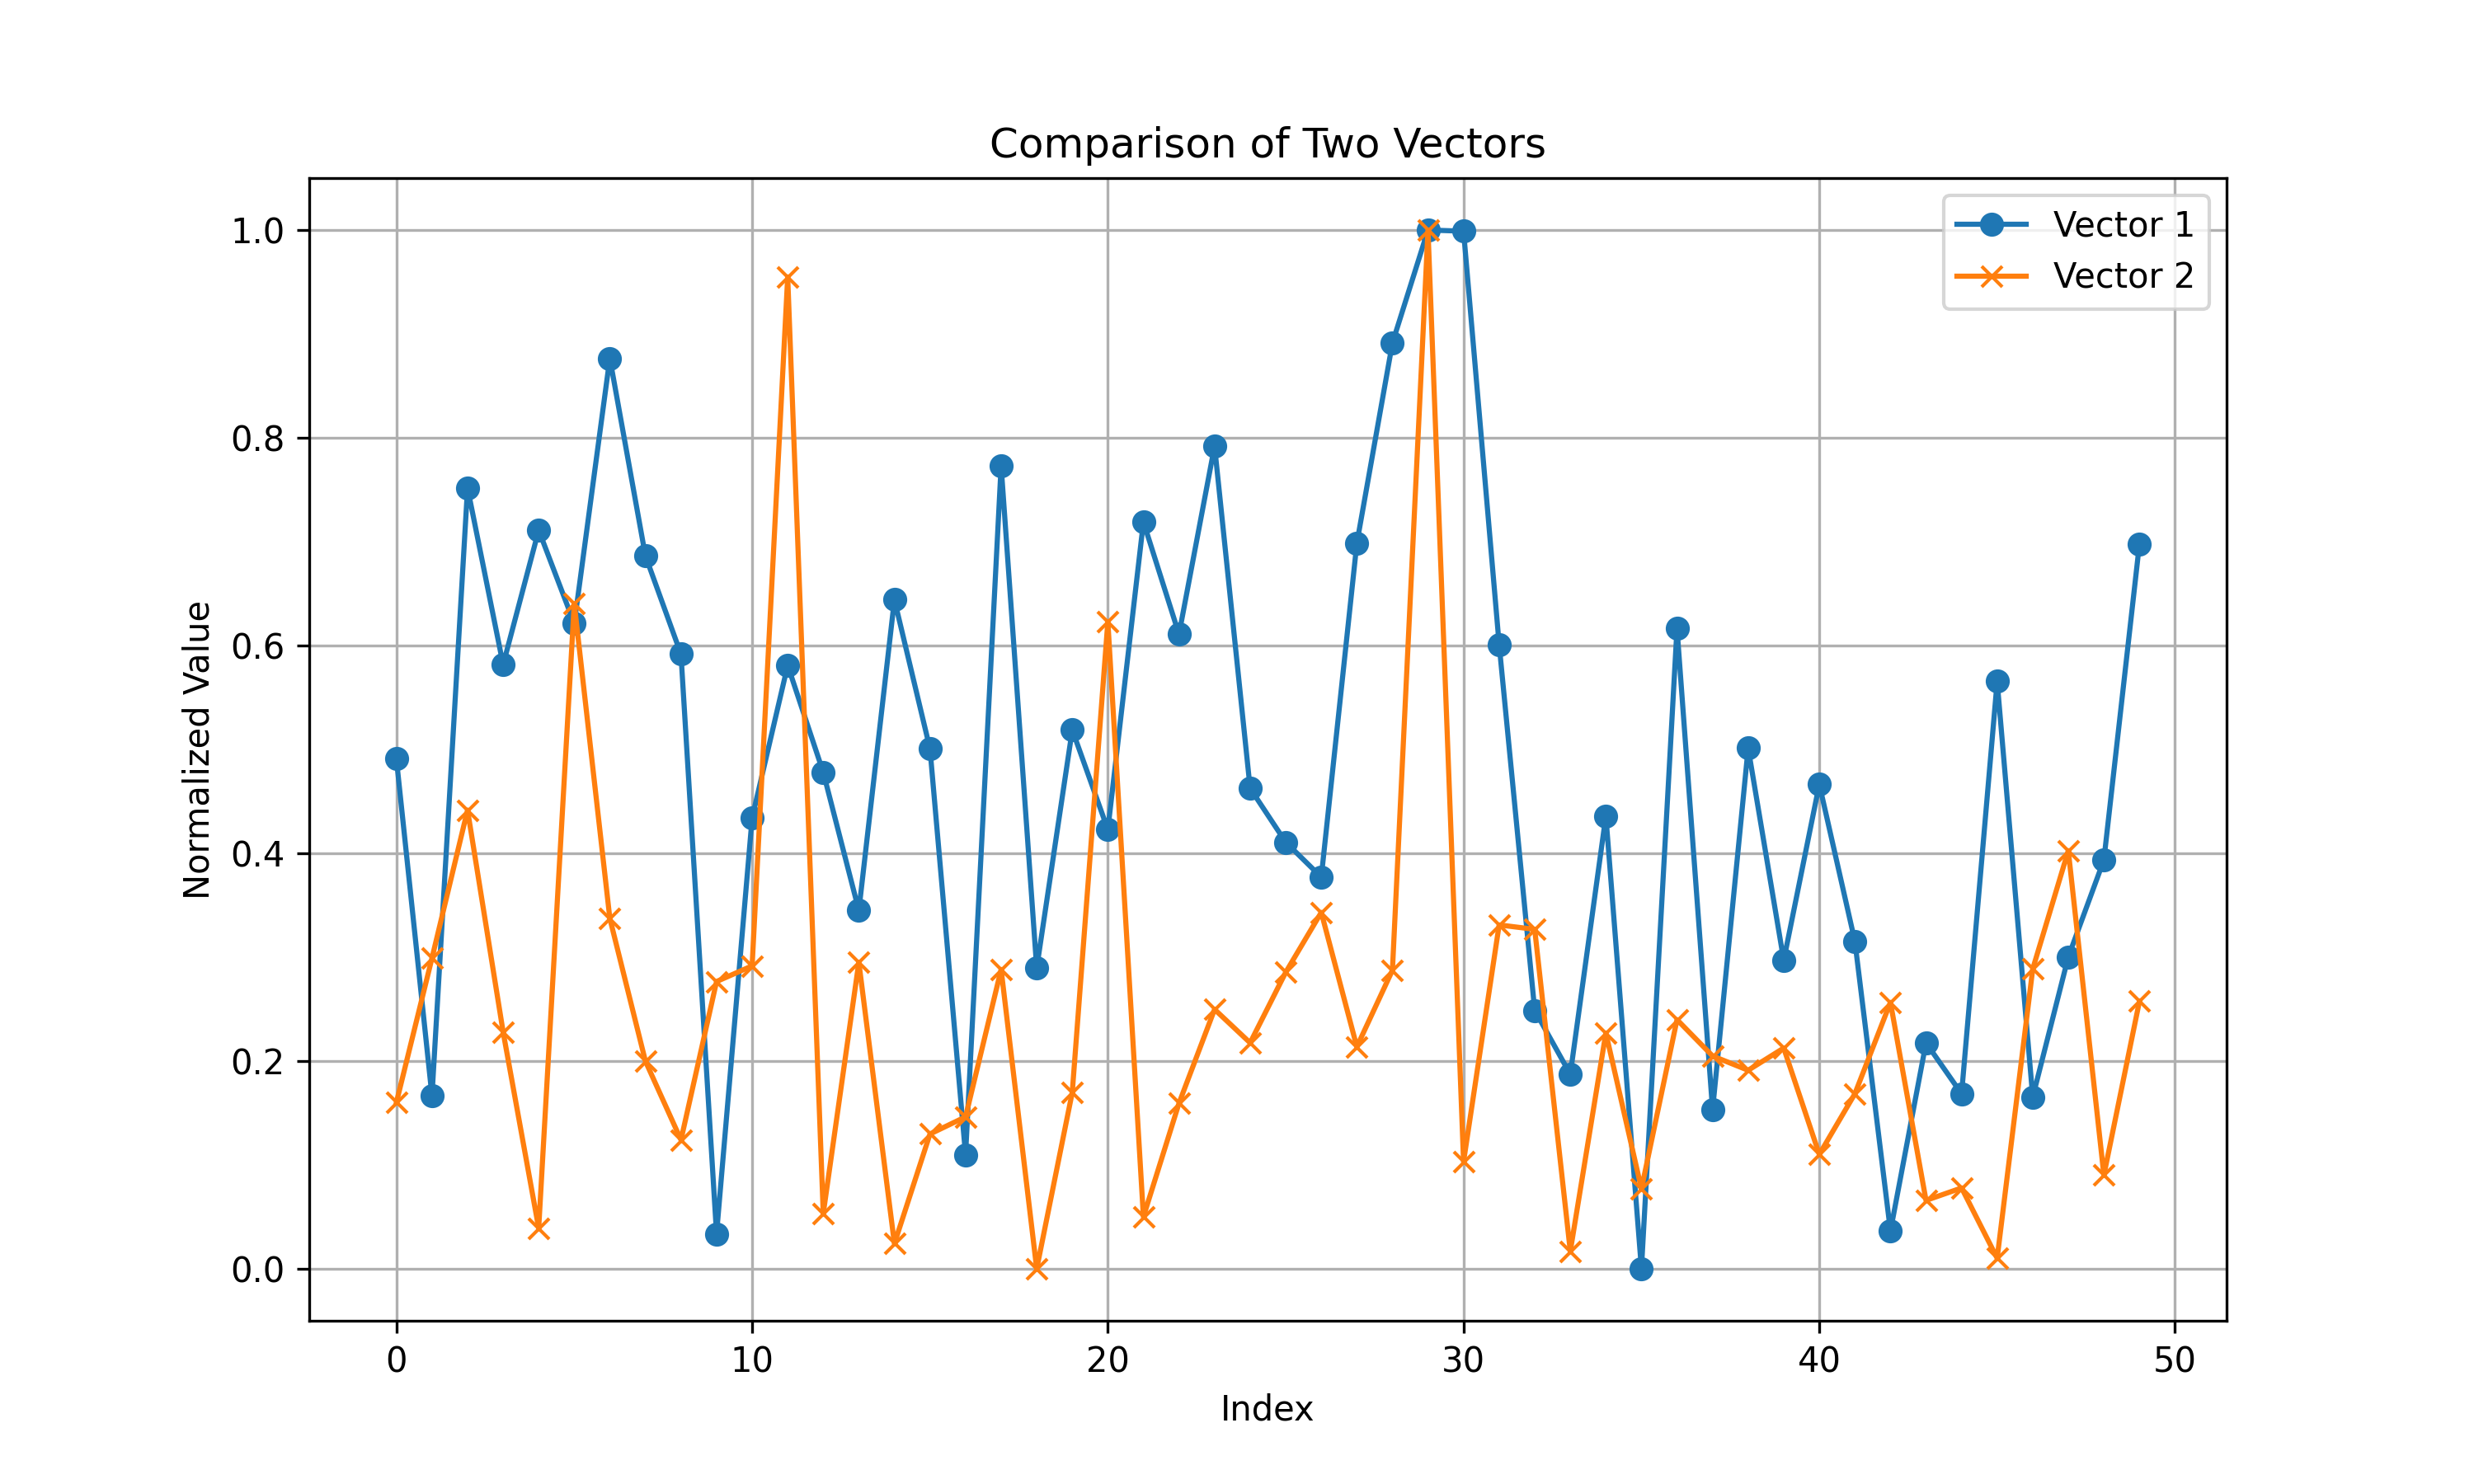 Comparison of Two Vectors
Vector 1
Vector 2
1.0
0.8
0.6
0.4
0.2
0.0
Normalized Value
0 10 20 30 40 50
Index